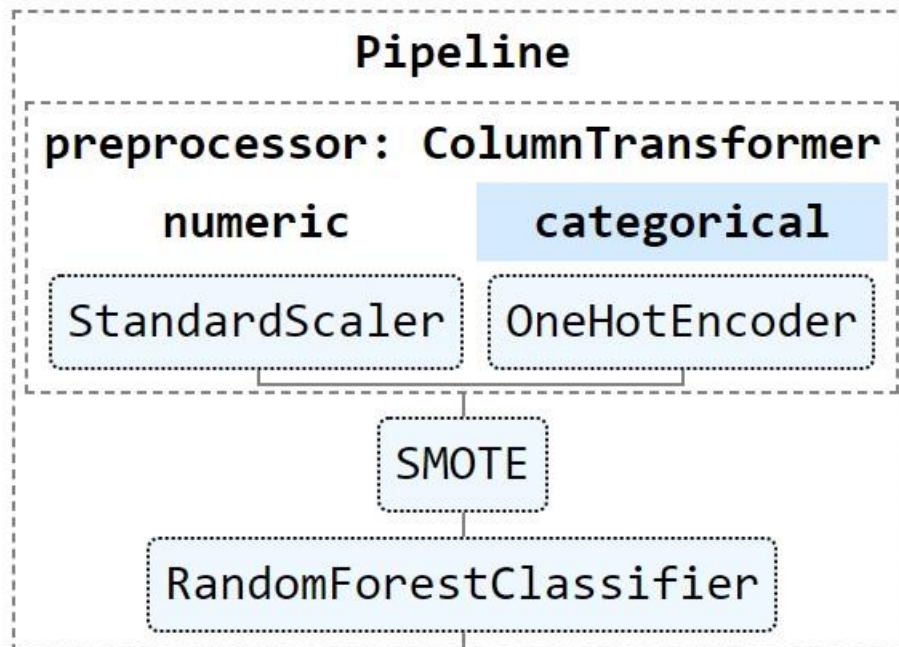 Pipeline
preprocessor: ColumnTransformer
numeric categorical
StandardScaler OneHotEncoder
SMOTE
RandomForestClassifier